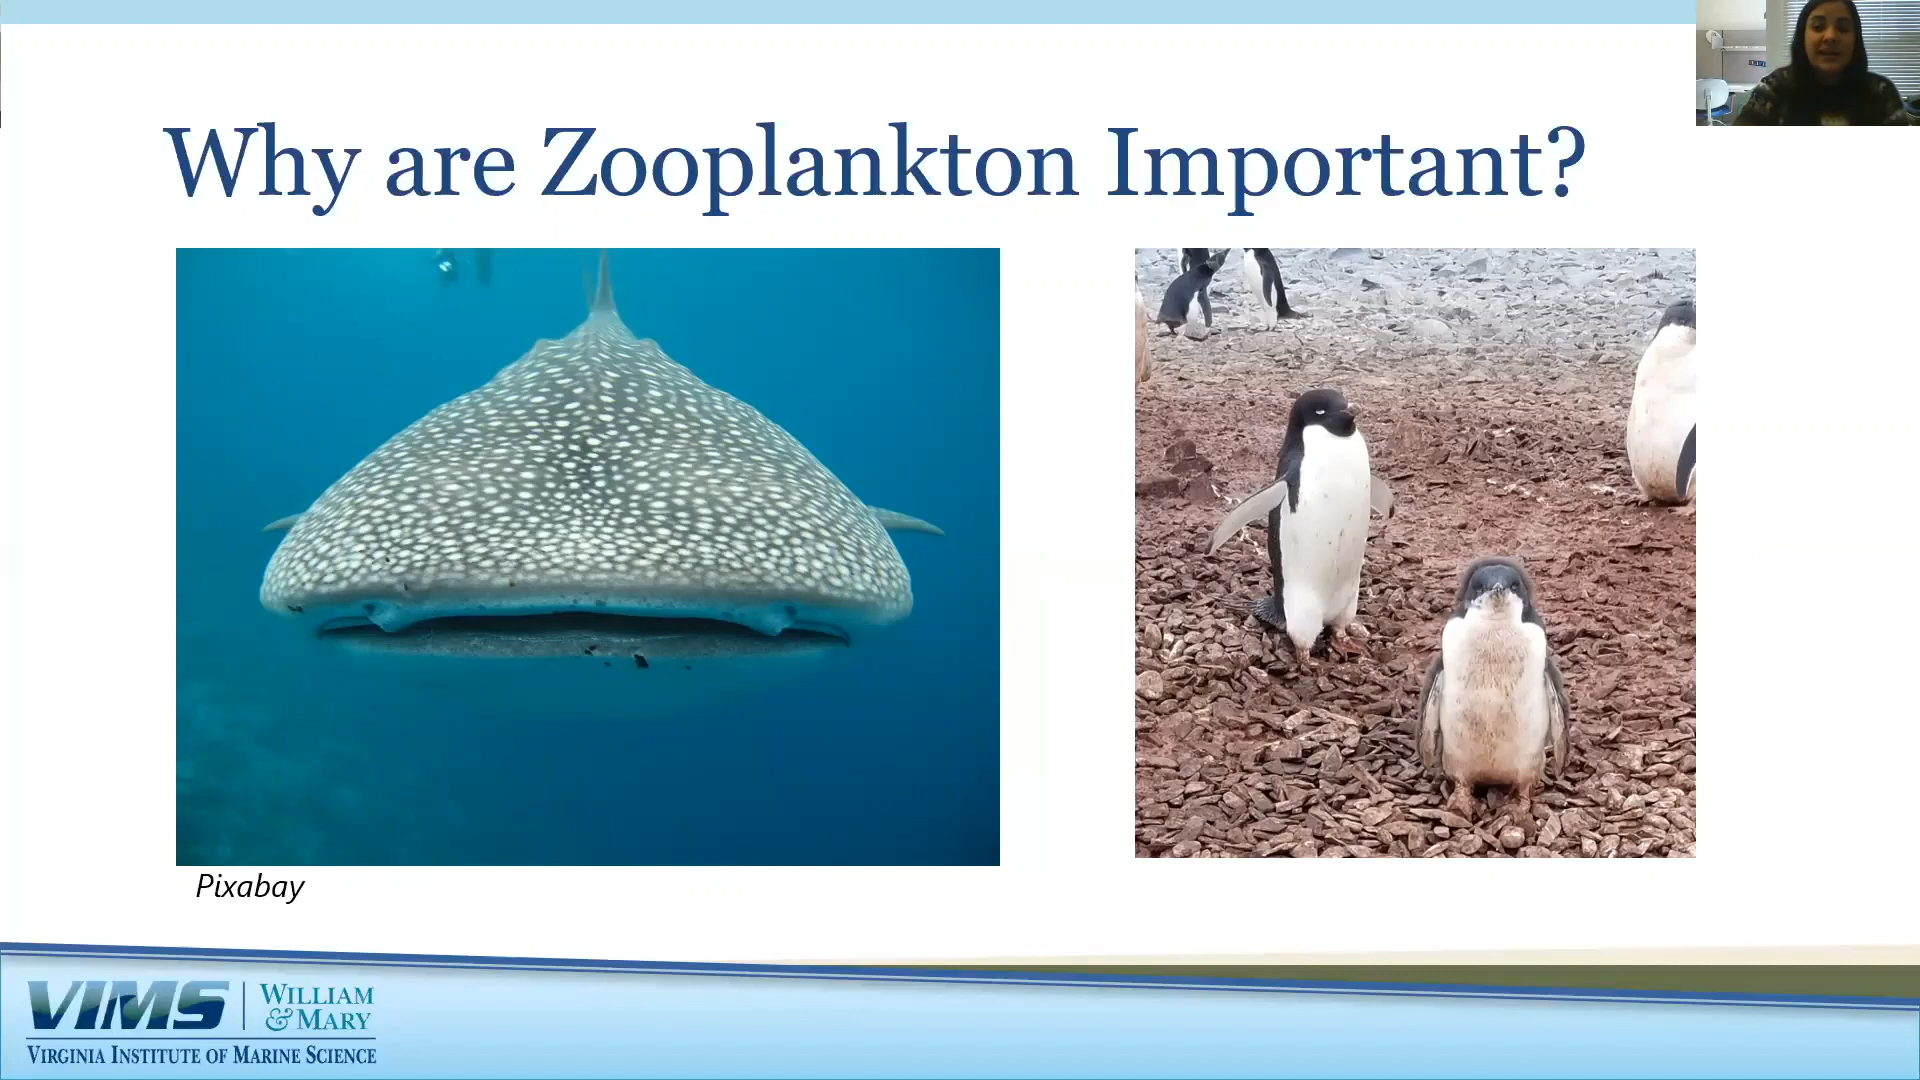 Why are Zooplankton Important?
Pixabay
VIMS
WILLIAM
& MARY
VIRGINIA INSTITUTE OF MARINE SCIENCE